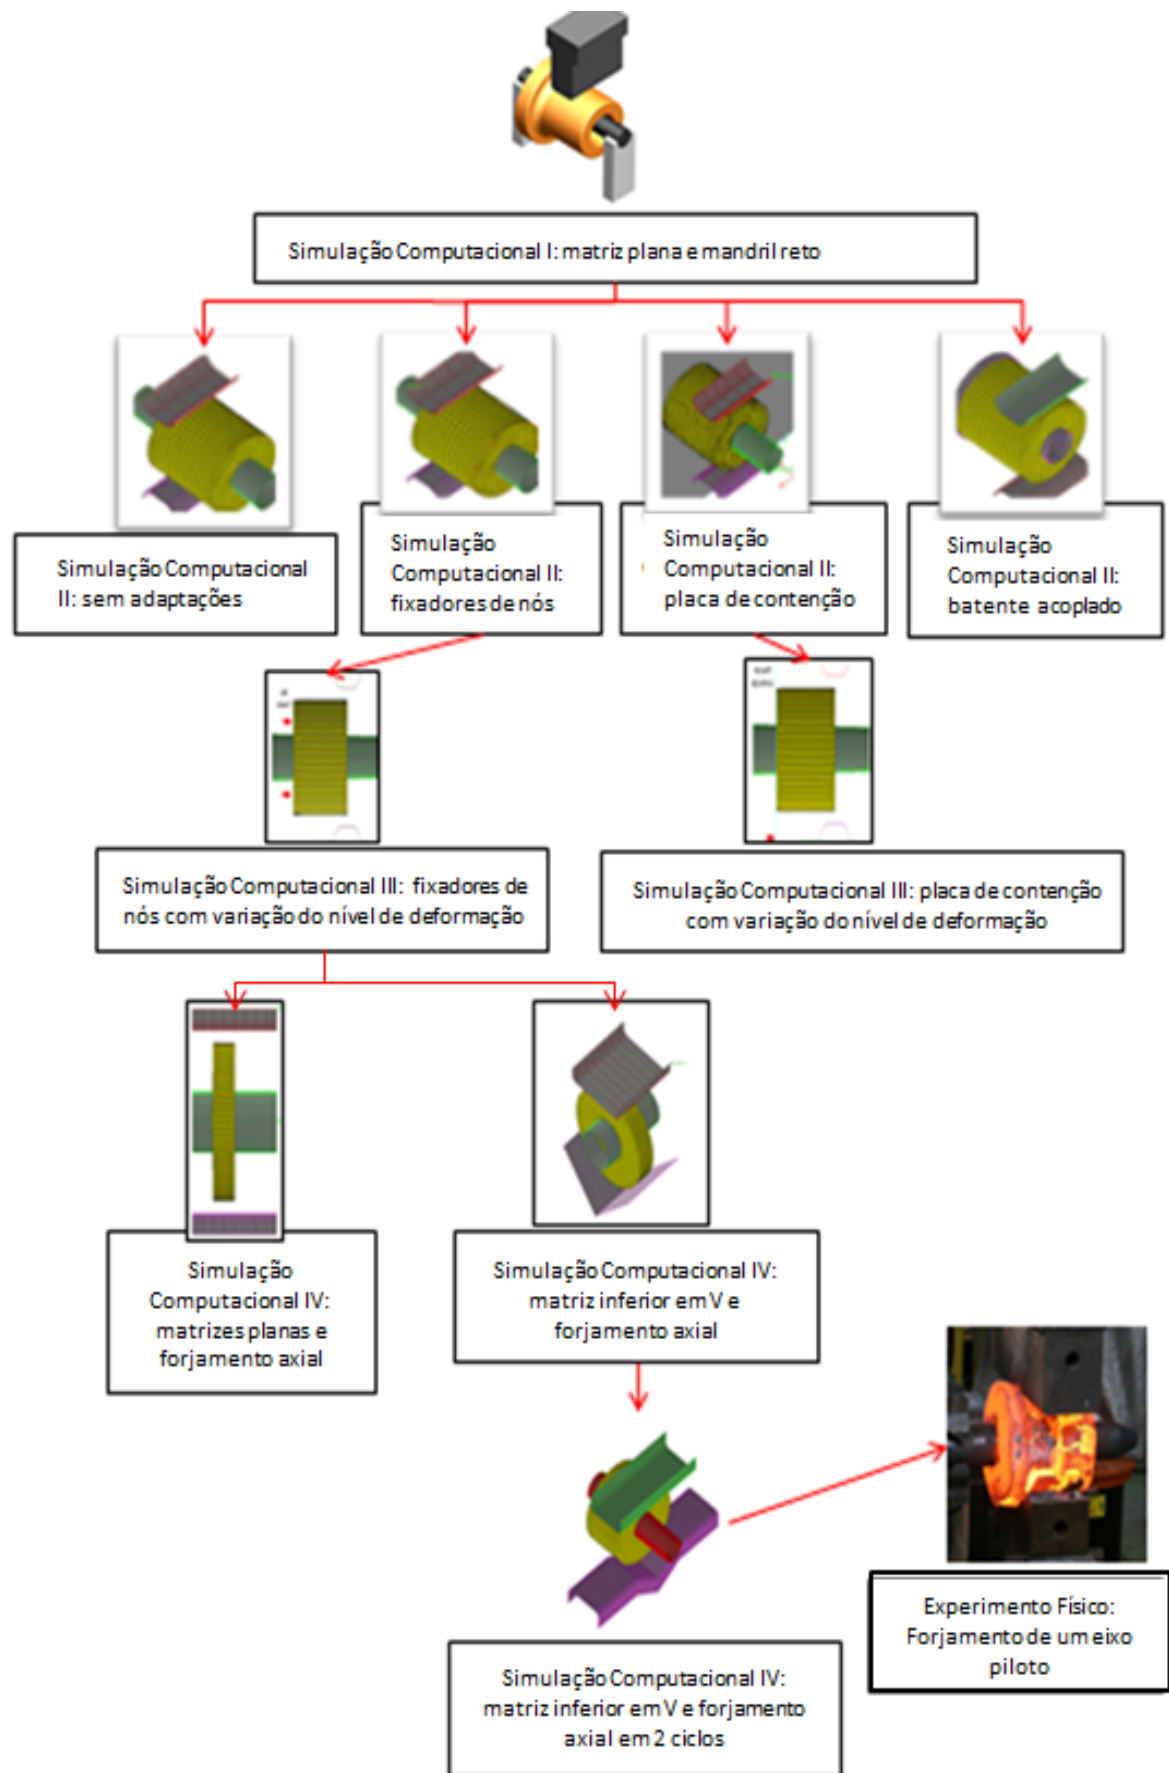 Simulação Computacional I: matriz plana e mandril reto
Simulação Computacional
II: sem adaptações
Simulação
Computacional II:
fixadores de nós
Simulação
Computacional II:
placa de contenção
Simulação
Computacional II:
batente acoplado
Simulação Computacional III: fixadores de
nós com variação do nível de deformação
Simulação Computacional III: placa de contenção
com variação do nível de deformação
Simulação
Computacional IV:
matrizes planas e
forjamento axial
Simulação Computacional IV:
matriz inferior em V e
forjamento axial
Experimento Físico:
Forjamento de um eixo
piloto
Simulação Computacional IV:
matriz inferior em V e forjamento
axial em 2 ciclos